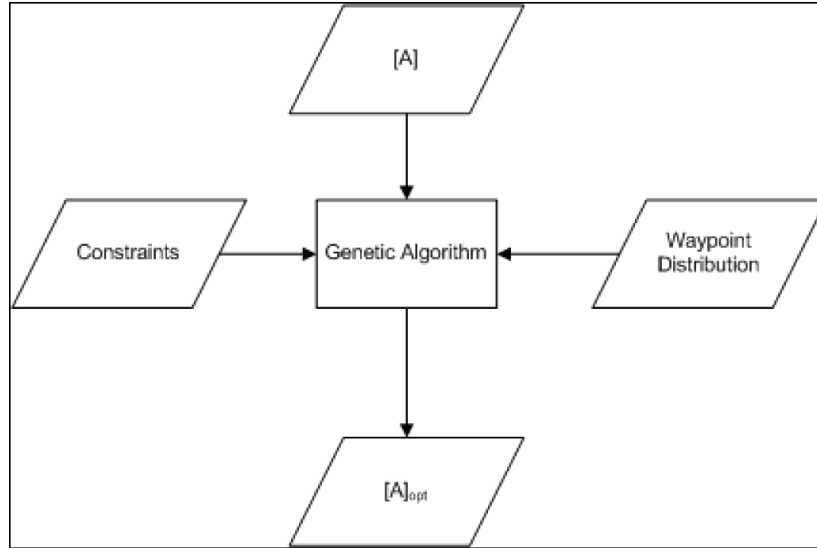 [A]
Constraints
Genetic Algorithm
Waypoint
Distribution
[A]opt